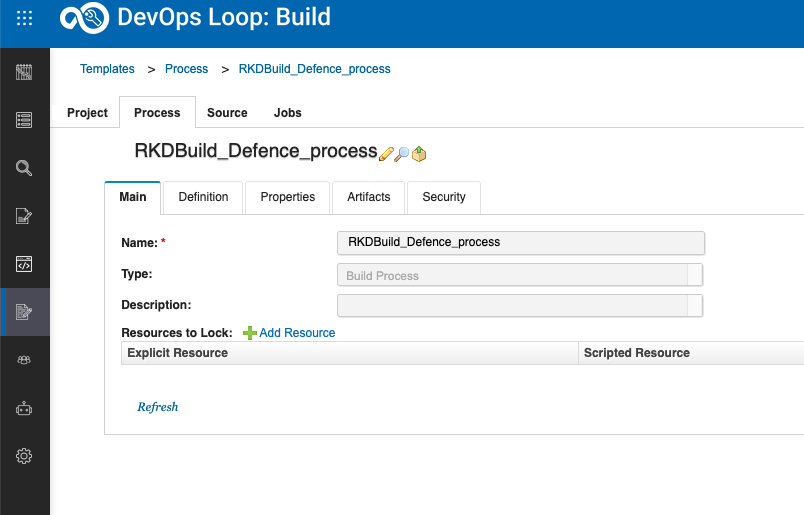 DevOps Loop: Build
Templates > Process > RKDBuild_Defence_process
Project Process Source Jobs
RKDBuild_Defence_process
Main Definition Properties Artifacts Security
Name: * RKDBuild_Defence_process
Type: Build Process
Description:
Resources to Lock: Add Resource
Explicit Resource Scripted Resource
Refresh